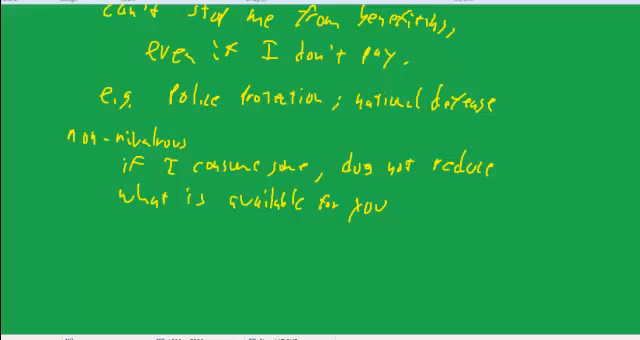 can't stop me from benefiting,
even if I don't pay.
e.g. Police Protection; national defense
non-rivalrous
if I consume some, does not reduce
what is available for you